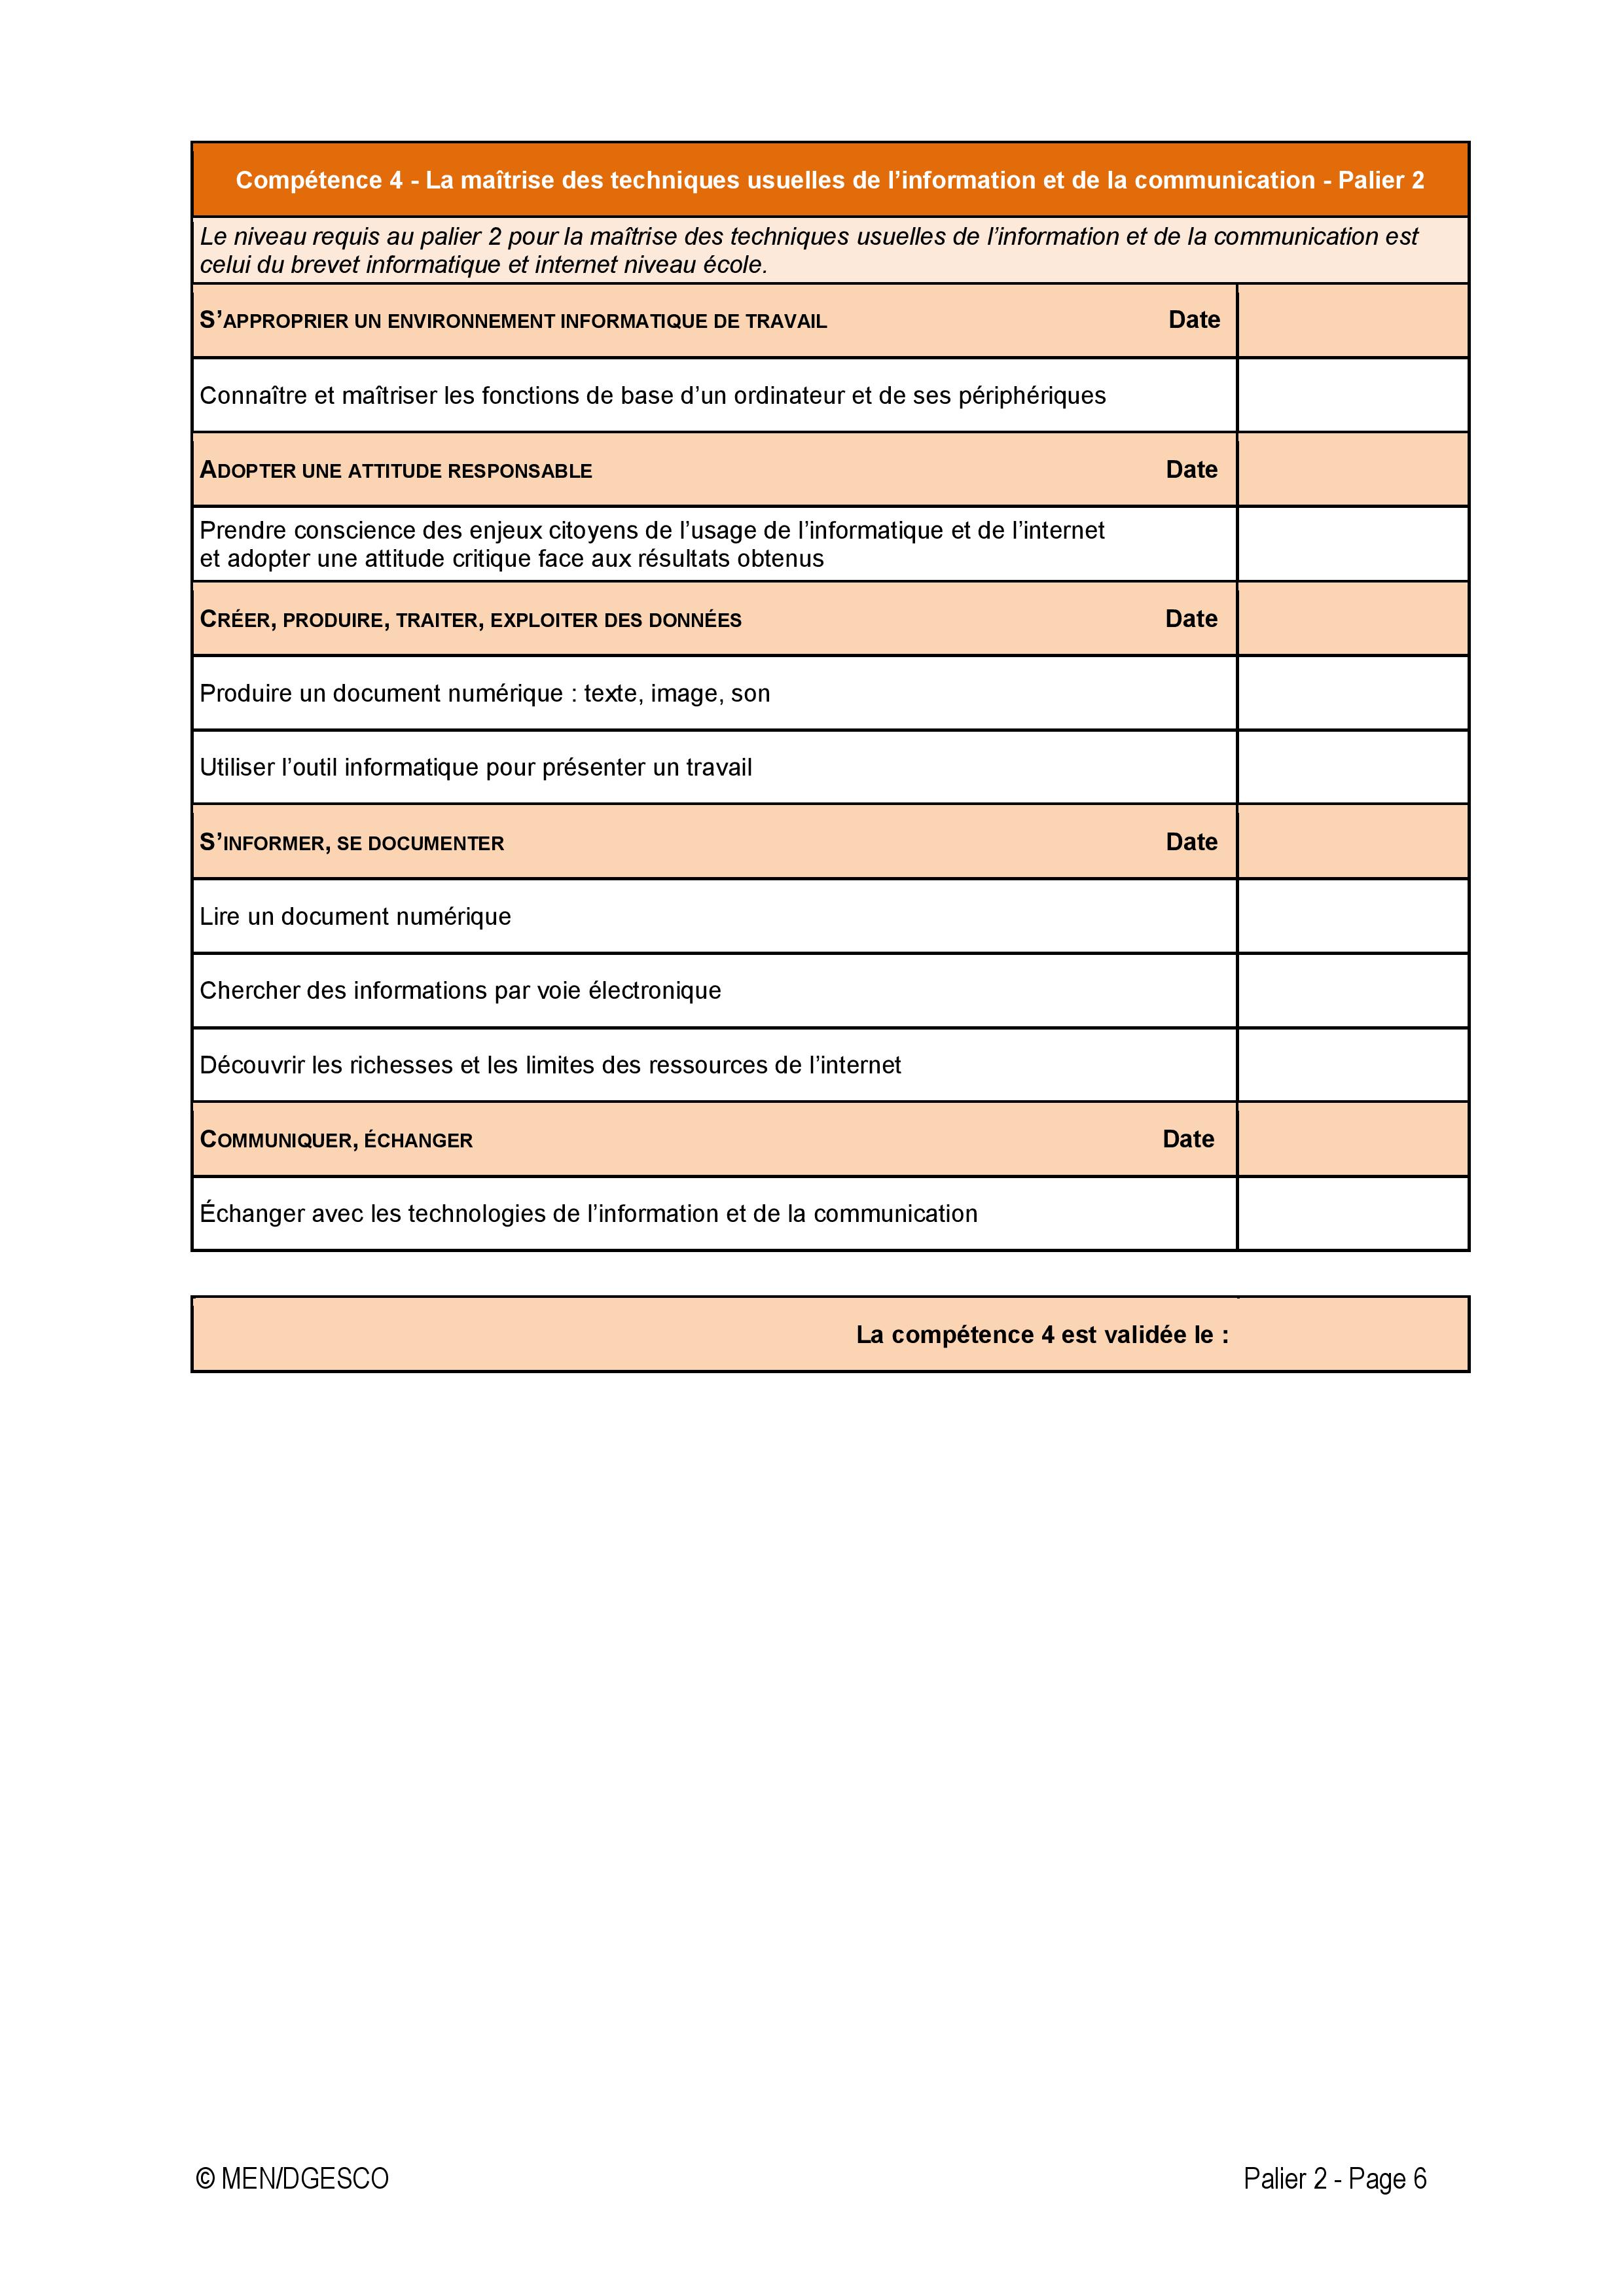 Compétence 4 - La maîtrise des techniques usuelles de l’information et de la communication - Palier 2
Le niveau requis au palier 2 pour la maîtrise des techniques usuelles de l’information et de la communication est
celui du brevet informatique et internet niveau école.
S’APPROPRIER UN ENVIRONNEMENT INFORMATIQUE DE TRAVAIL Date
Connaître et maîtriser les fonctions de base d’un ordinateur et de ses périphériques
ADOPTER UNE ATTITUDE RESPONSABLE Date
Prendre conscience des enjeux citoyens de l’usage de l’informatique et de l’internet
et adopter une attitude critique face aux résultats obtenus
CRÉER, PRODUIRE, TRAITER, EXPLOITER DES DONNÉES Date
Produire un document numérique : texte, image, son
Utiliser l’outil informatique pour présenter un travail
S’INFORMER, SE DOCUMENTER Date
Lire un document numérique
Chercher des informations par voie électronique
Découvrir les richesses et les limites des ressources de l’internet
COMMUNIQUER, ÉCHANGER Date
Échanger avec les technologies de l’information et de la communication
La compétence 4 est validée le :
© MEN/DGESCO Palier 2 - Page 6